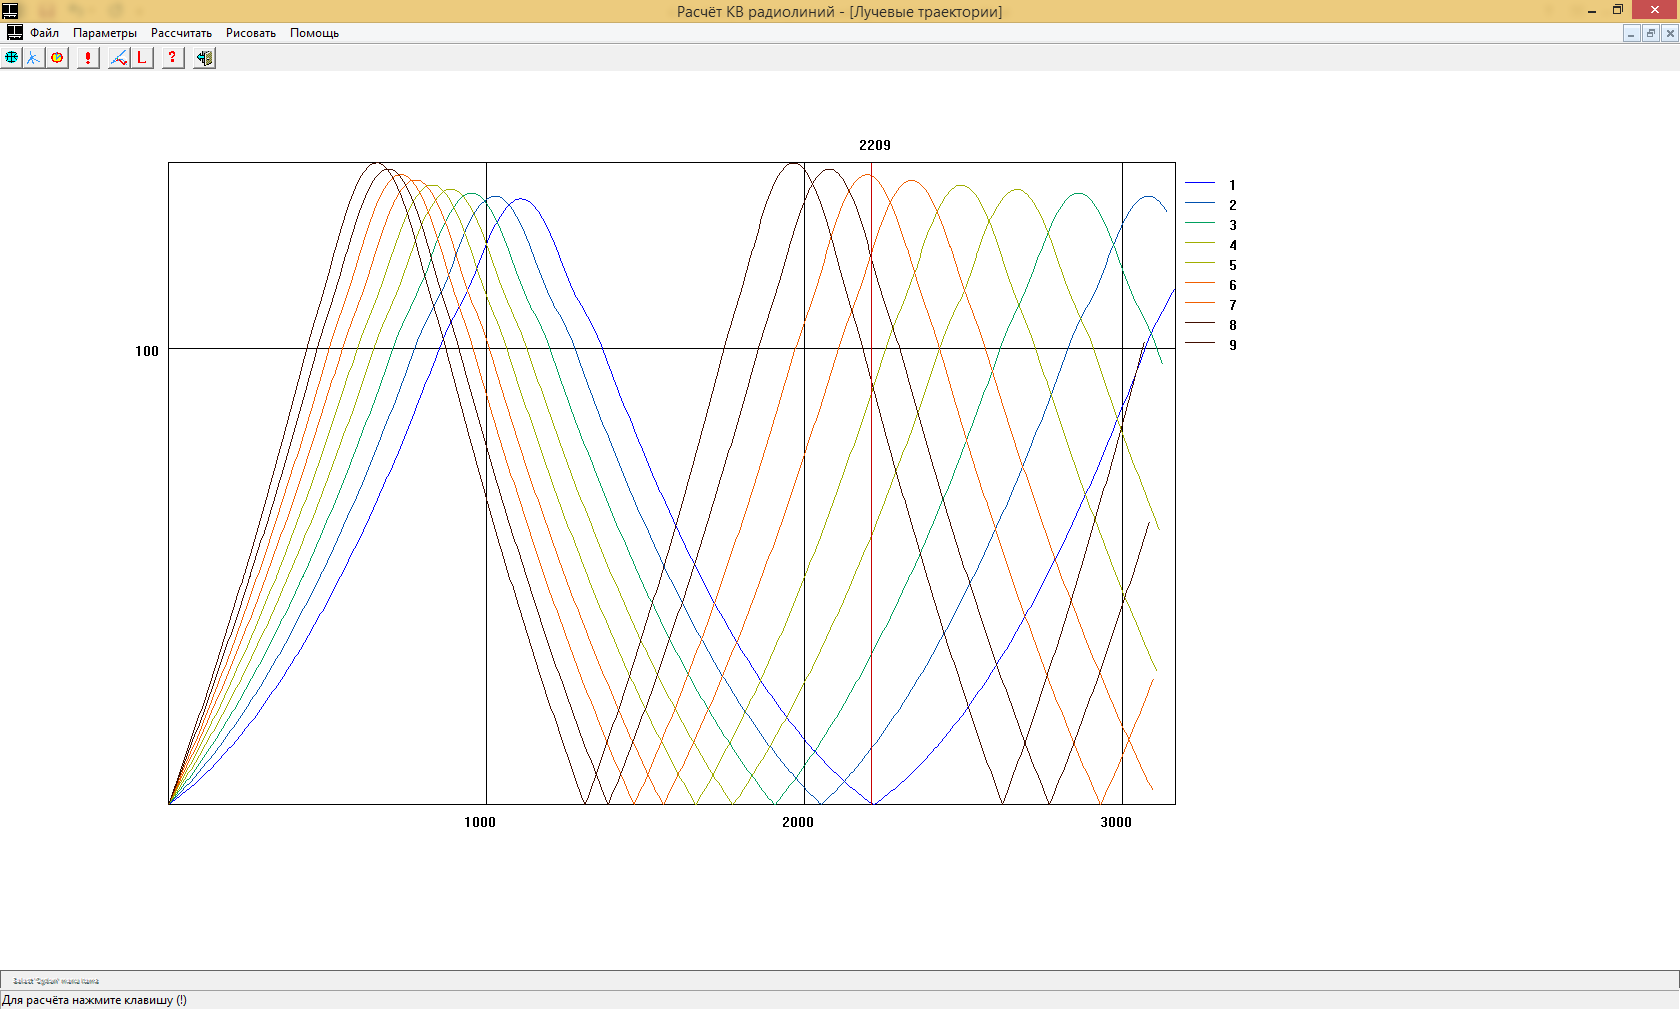 Расчёт КВ радиолиний - [Лучевые траектории]
Файл Параметры Рассчитать Рисовать Помощь
! L ?
2209
1
2
3
4
5
6
7
8
9
100
1000 2000 3000
Для расчёта нажмите клавишу (!)